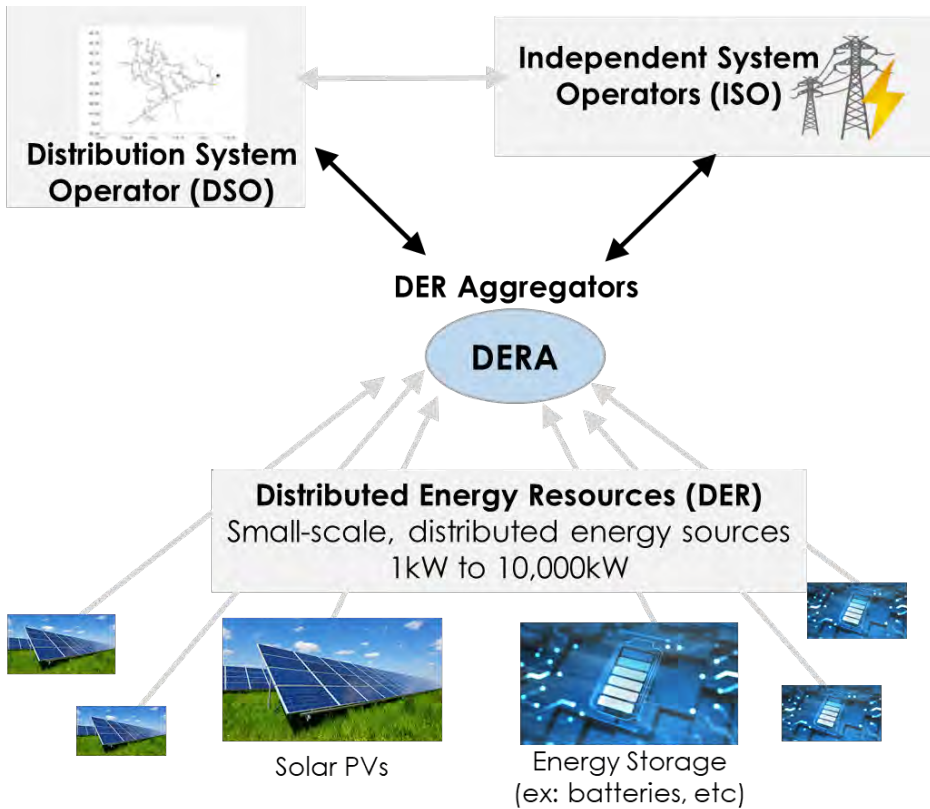 Distribution System
Operator (DSO)
Independent System
Operators (ISO)
DER Aggregators
DERA
Distributed Energy Resources (DER)
Small-scale, distributed energy sources
1kW to 10,000kW
Solar PVs
Energy Storage
(ex: batteries, etc)